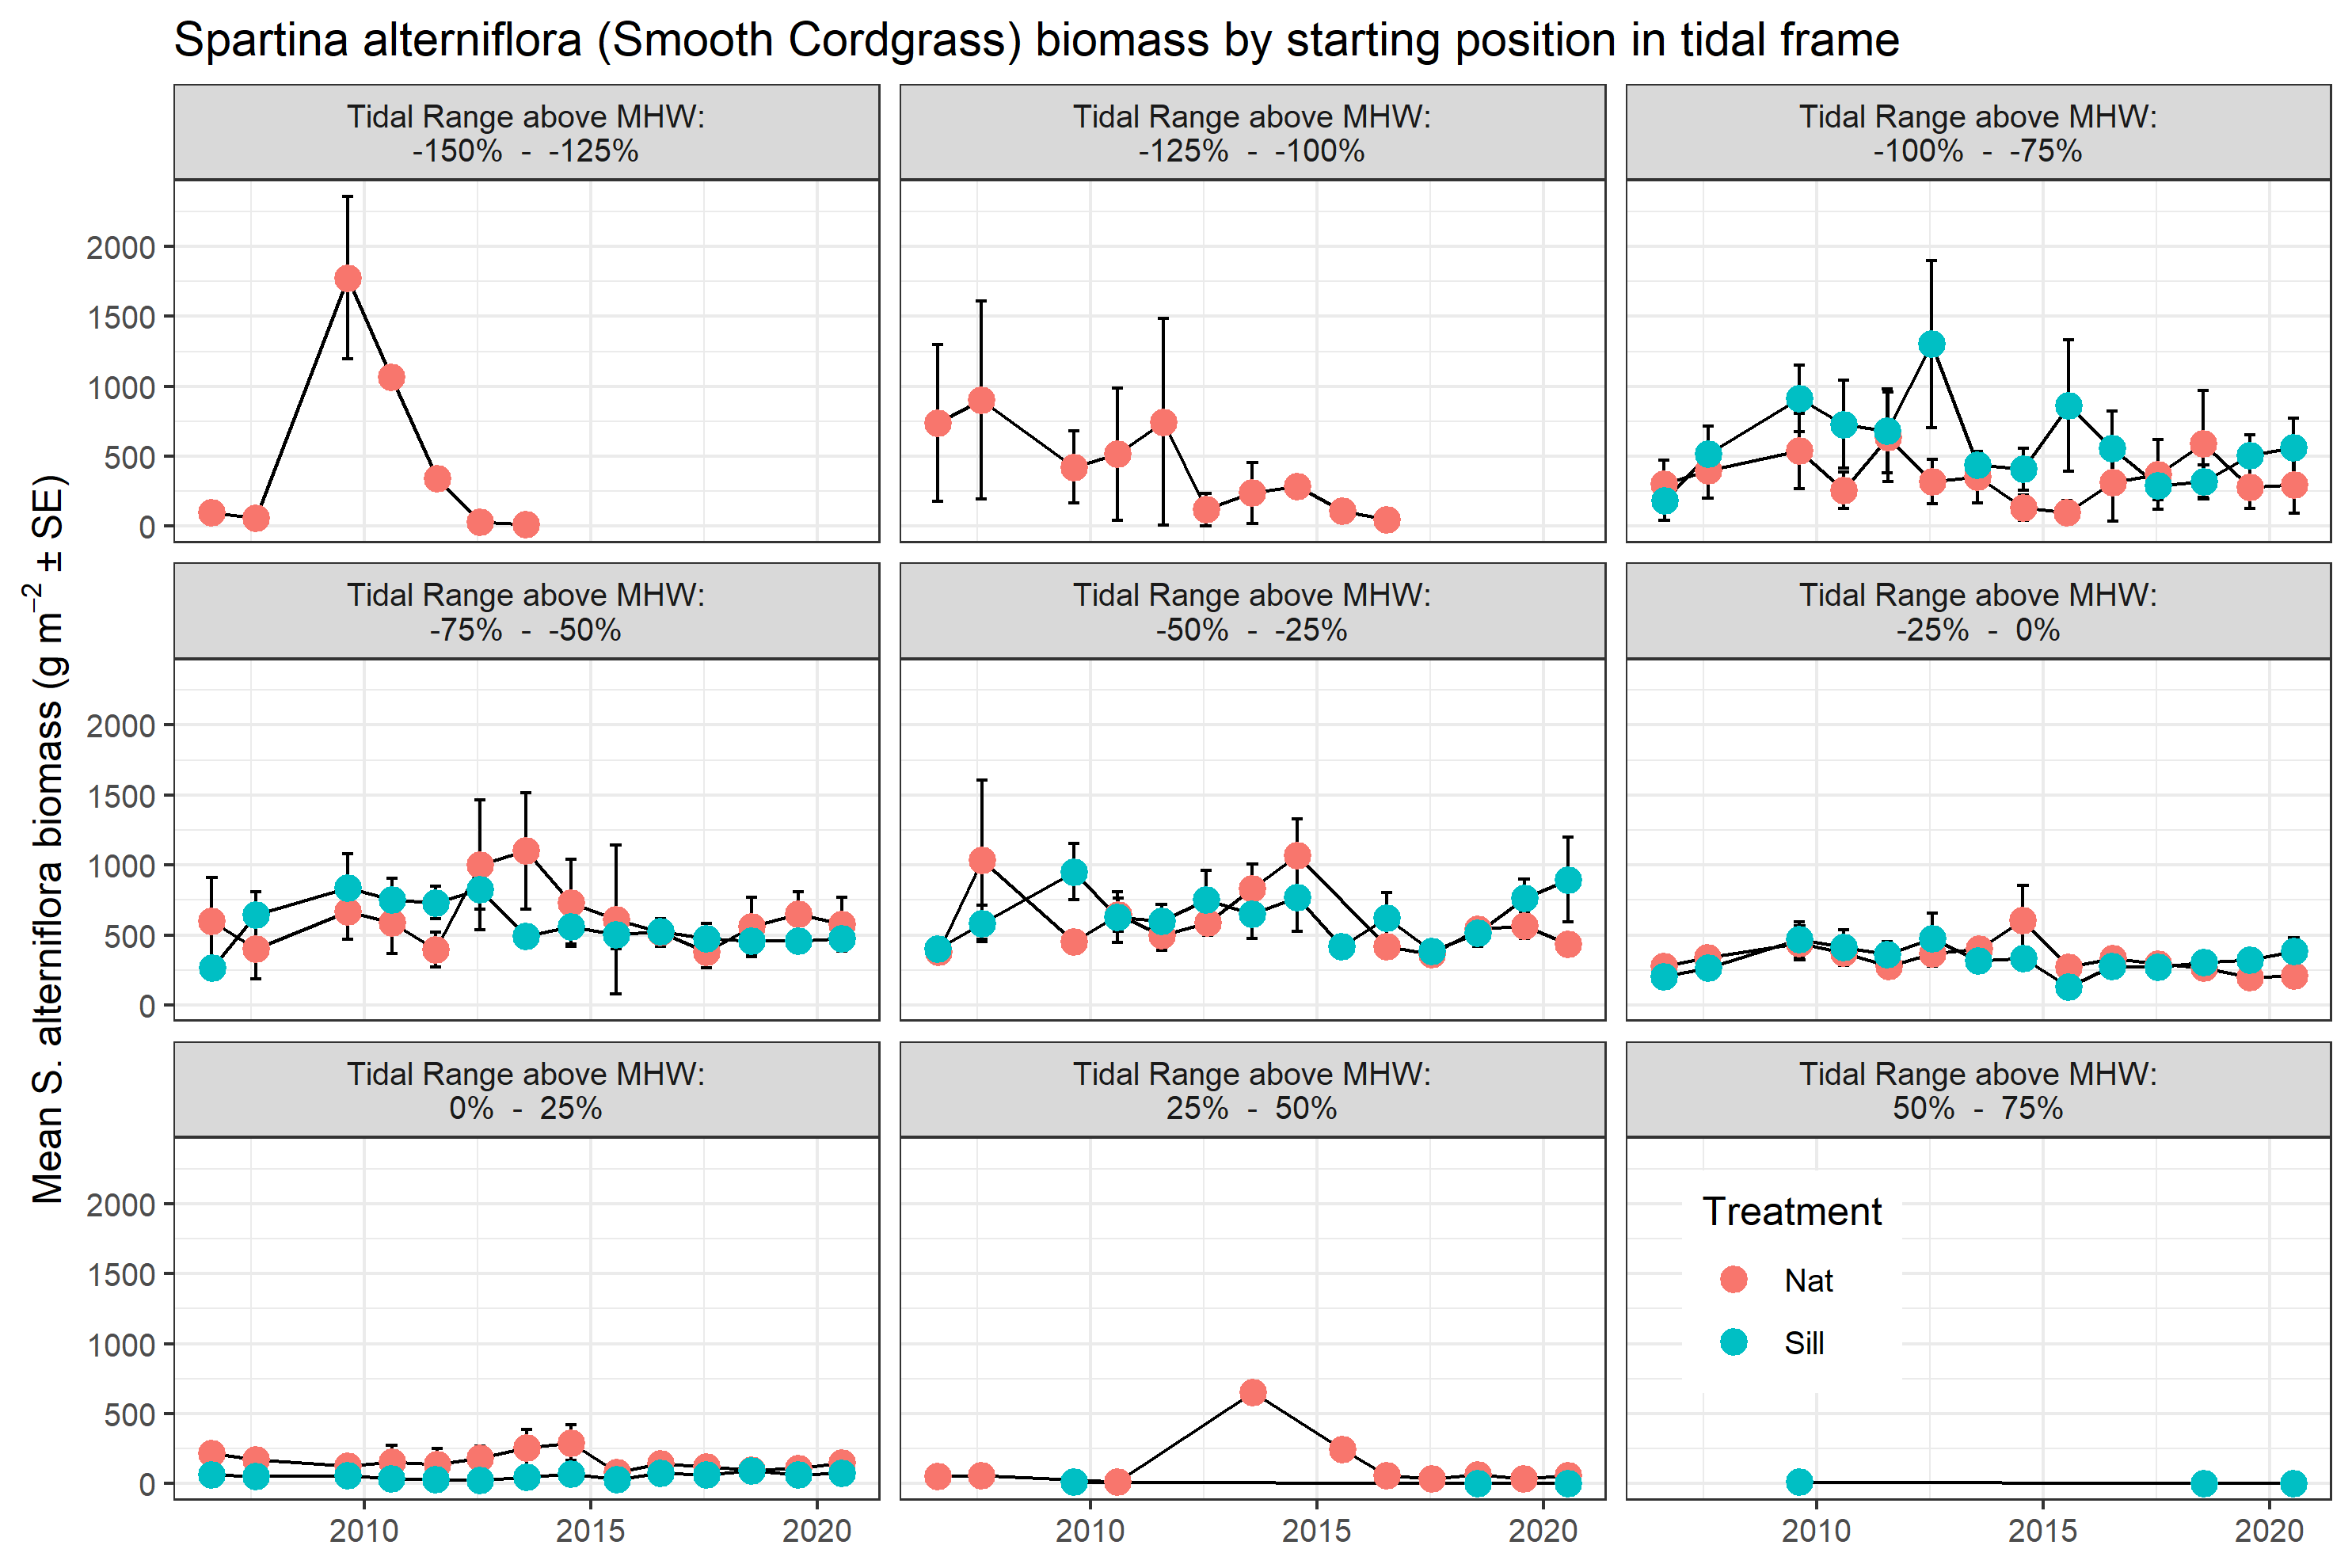 Spartina alterniflora (Smooth Cordgrass) biomass by starting position in tidal frame
Mean S. alterniflora biomass (g m⁻² ± SE)
Tidal Range above MHW:
-150% - -125%
Tidal Range above MHW:
-125% - -100%
Tidal Range above MHW:
-100% - -75%
2000
1500
1000
500
0
Tidal Range above MHW:
-75% - -50%
Tidal Range above MHW:
-50% - -25%
Tidal Range above MHW:
-25% - 0%
2000
1500
1000
500
0
Tidal Range above MHW:
0% - 25%
Tidal Range above MHW:
25% - 50%
Tidal Range above MHW:
50% - 75%
2000
1500
1000
500
0
Treatment
Nat
Sill
2010 2015 2020
2010 2015 2020
2010 2015 2020